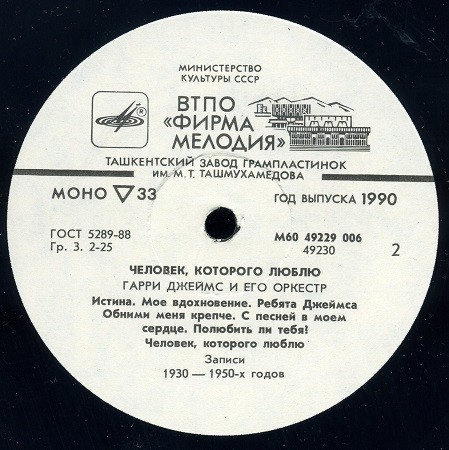 МИНИСТЕРСТВО
КУЛЬТУРЫ СССР
ВТПО
«ФИРМА
МЕЛОДИЯ»
ТАШКЕНТСКИЙ ЗАВОД ГРАМПЛАСТИНОК
ИМ. М. Т. ТАШМУХАМЕДОВА
МОНО 33
ГОД ВЫПУСКА 1990
ГОСТ 5289-88
Гр. 3. 2-25
М60 49229 006
49230
2
ЧЕЛОВЕК, КОТОРОГО ЛЮБЛЮ
ГАРРИ ДЖЕЙМС И ЕГО ОРКЕСТР
Истина. Мое вдохновение. Ребята Джеймса
Обними меня крепче. С песней в моем
сердце. Полюбить ли тебя!
Человек, которого люблю
Записи
1930 — 1950-х годов